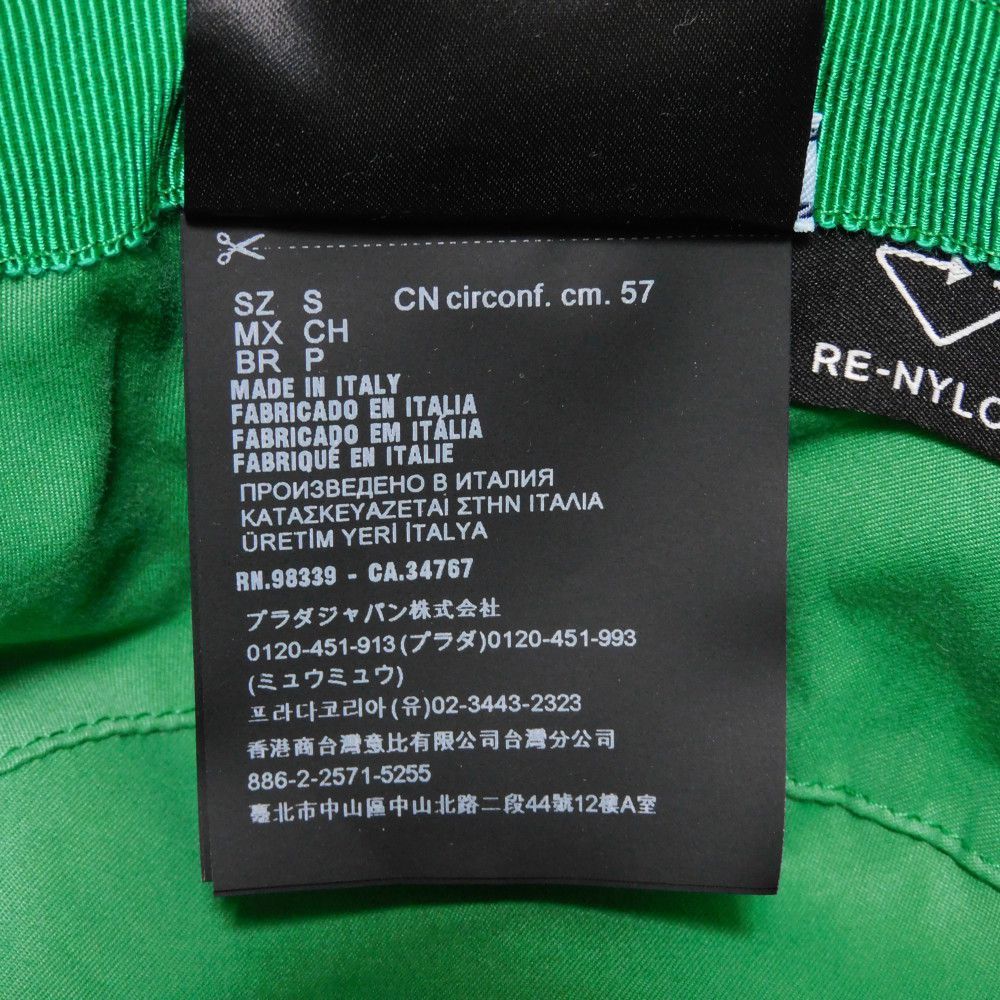 SZ S CN circonf. cm. 57
MX CH
BR P
MADE IN ITALY
FABRICADO EN ITALIA
FABRICADO EM ITÁLIA
FABRIQUÉ EN ITALIE
ПРОИЗВЕДЕНО В ИТАЛИЯ
ΚΑΤΑΣΚΕΥΑΖΕΤΑΙ ΣΤΗΝ ΙΤΑΛΙΑ
ÜRETİM YERİ İTALYA
RN.98339 - CA.34767
プラダジャパン株式会社
0120-451-913(プラダ)0120-451-993
(ミュウミュウ)
프라다코리아(유)02-3443-2323
香港商台灣意比有限公司台灣分公司
886-2-2571-5255
臺北市中山區中山北路二段44號12樓A室
RE-NYLO